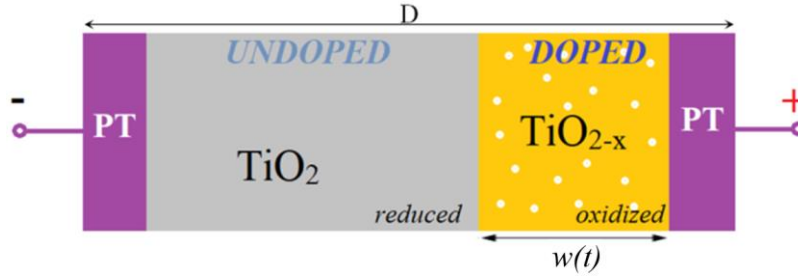 D
UNDOPED DOPED
- PT TiO₂ TiO₂₋ₓ PT +
reduced oxidized
w(t)